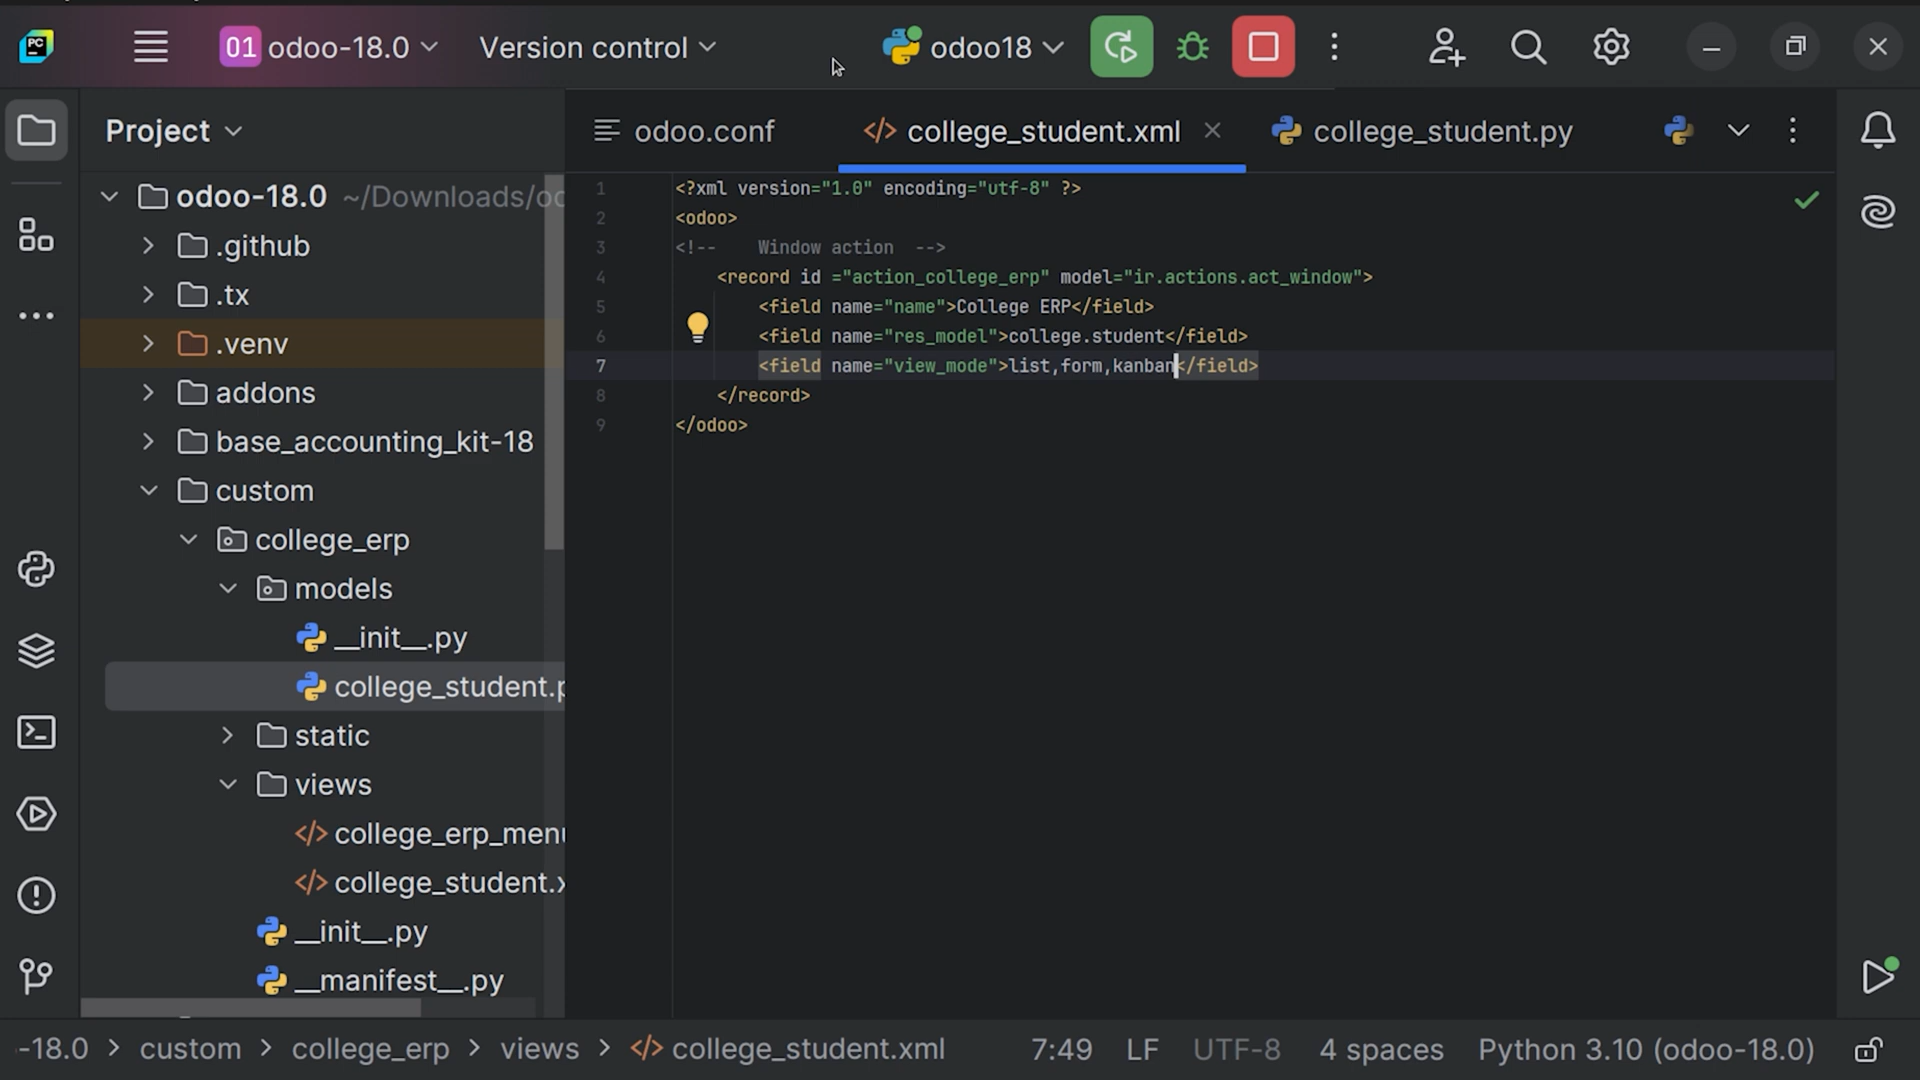 PC
01 odoo-18.0
Version control
odoo18
Project
odoo.conf
college_student.xml
college_student.py
odoo-18.0 ~/Downloads/oc
.github
.tx
.venv
addons
base_accounting_kit-18
custom
college_erp
models
__init__.py
college_student.p
static
views
college_erp_menu
college_student.x
__init__.py
__manifest__.py
1 <?xml version="1.0" encoding="utf-8" ?>
2 <odoo>
3 <!-- Window action -->
4 <record id ="action_college_erp" model="ir.actions.act_window">
5 <field name="name">College ERP</field>
6 <field name="res_model">college.student</field>
7 <field name="view_mode">list,form,kanban</field>
8 </record>
9 </odoo>
-18.0 > custom > college_erp > views > </> college_student.xml
7:49 LF UTF-8 4 spaces Python 3.10 (odoo-18.0)